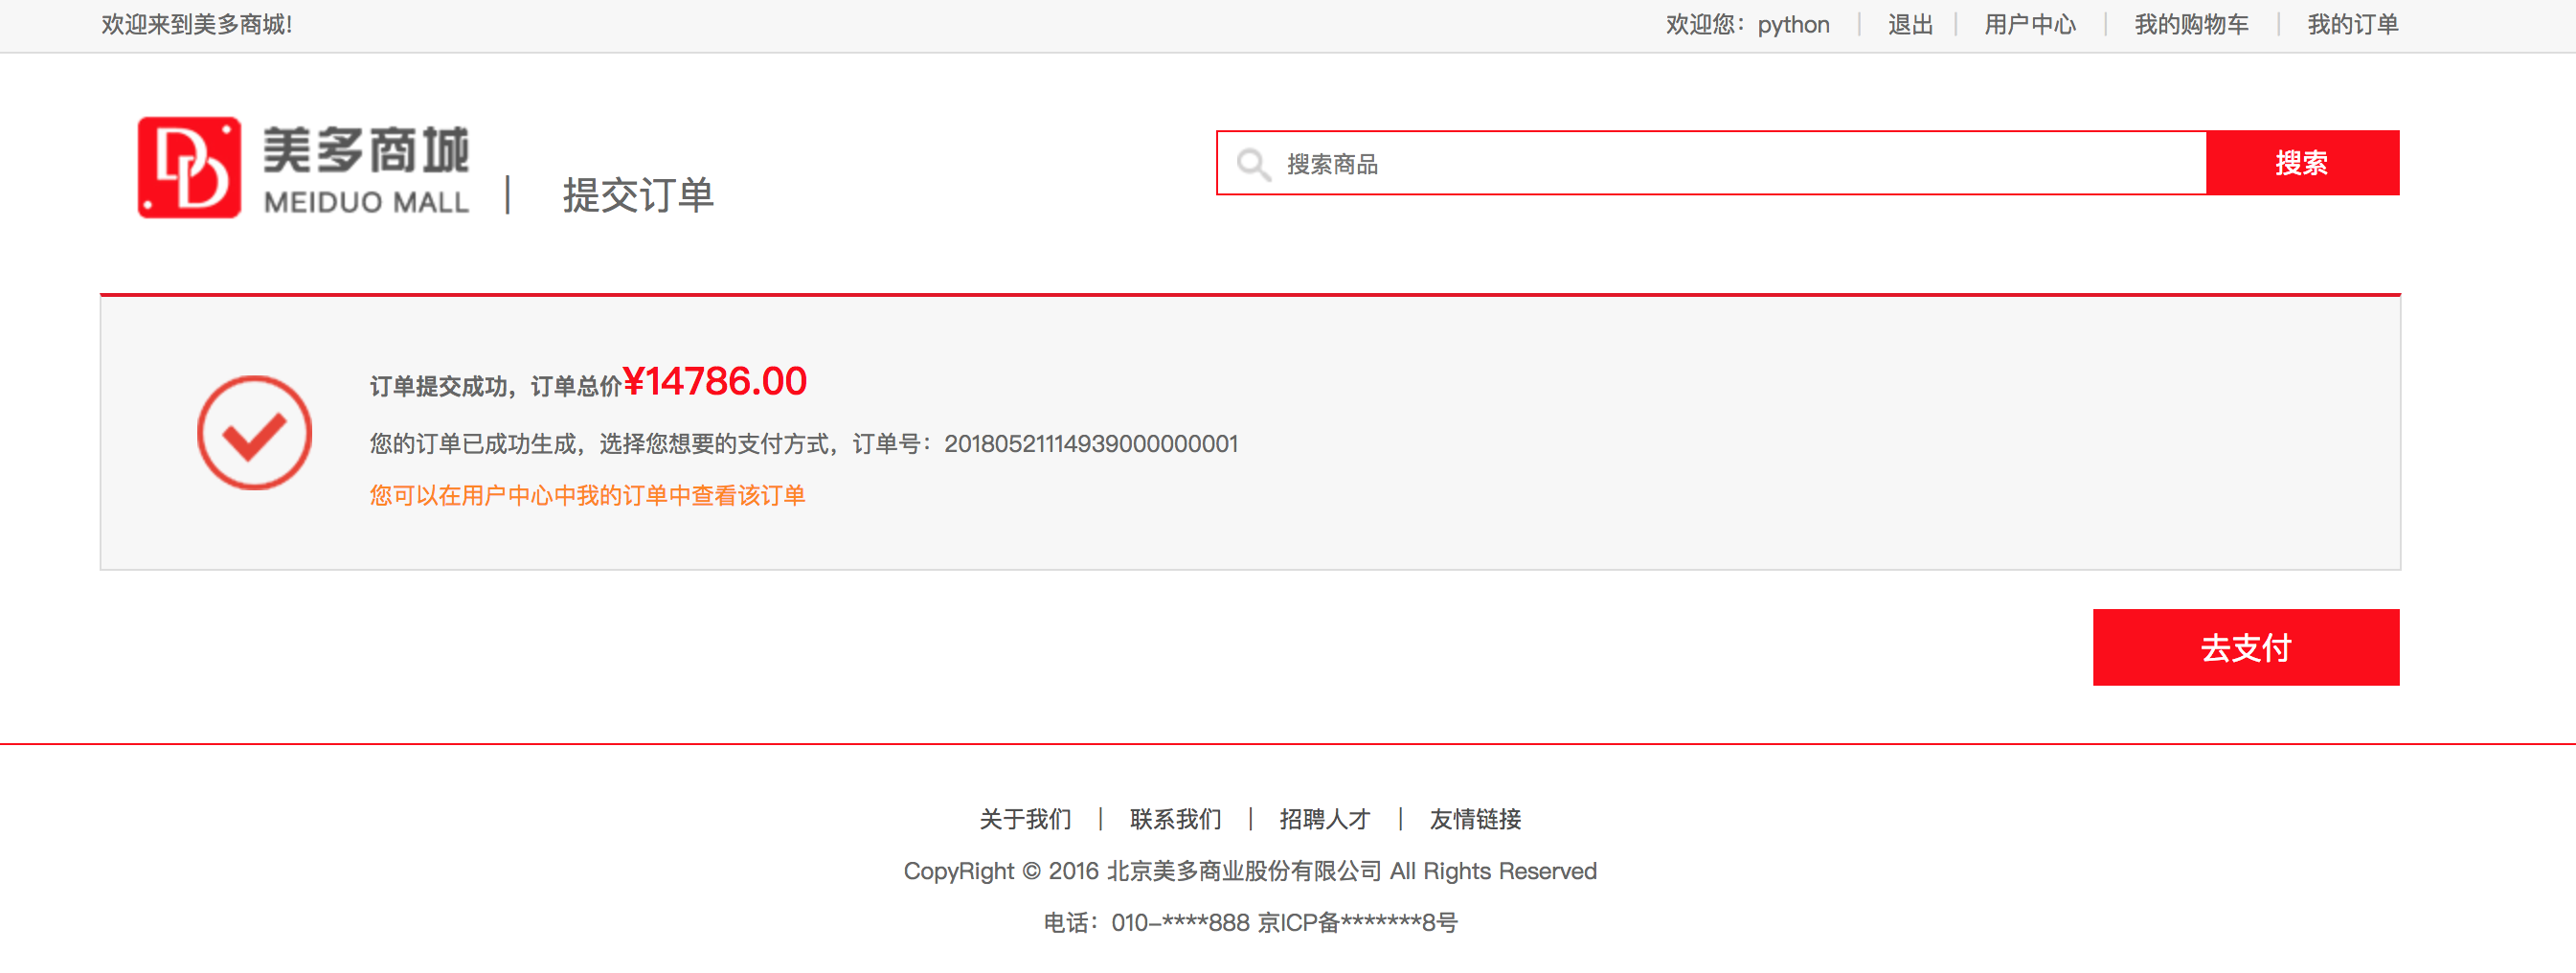 欢迎来到美多商城!
欢迎您：python | 退出 | 用户中心 | 我的购物车 | 我的订单
美多商城
MEIDUO MALL | 提交订单
搜索商品 搜索
订单提交成功，订单总价¥14786.00
您的订单已成功生成，选择您想要的支付方式，订单号：20180521114939000000001
您可以在用户中心中我的订单中查看该订单
去支付
关于我们 | 联系我们 | 招聘人才 | 友情链接
CopyRight © 2016 北京美多商业股份有限公司 All Rights Reserved
电话：010-****888 京ICP备*******8号